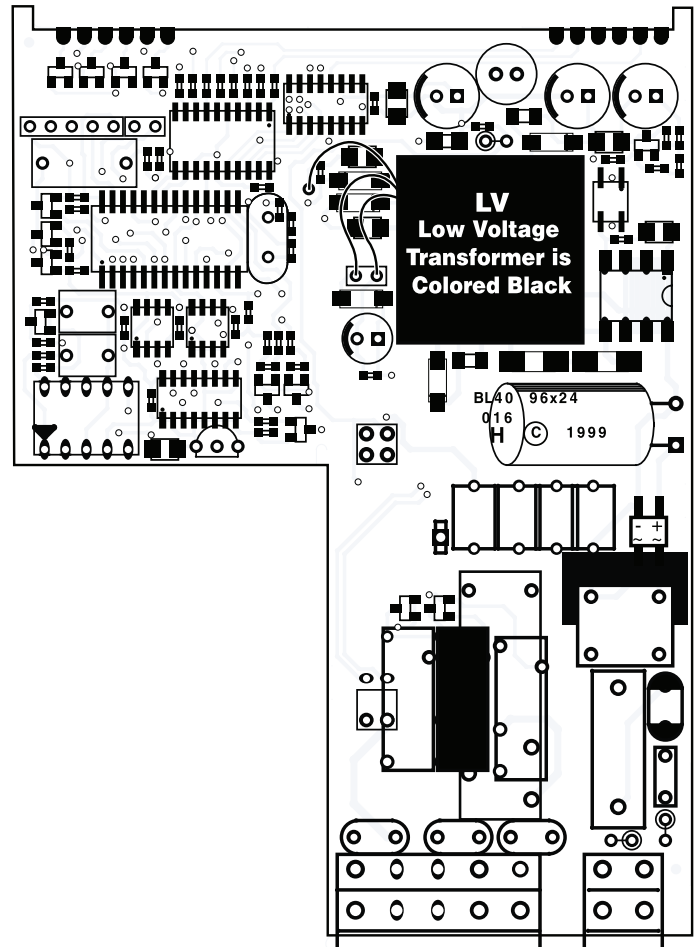 LV
Low Voltage
Transformer is
Colored Black
BL40 96x24
016
H C 1999
- +
~ ~